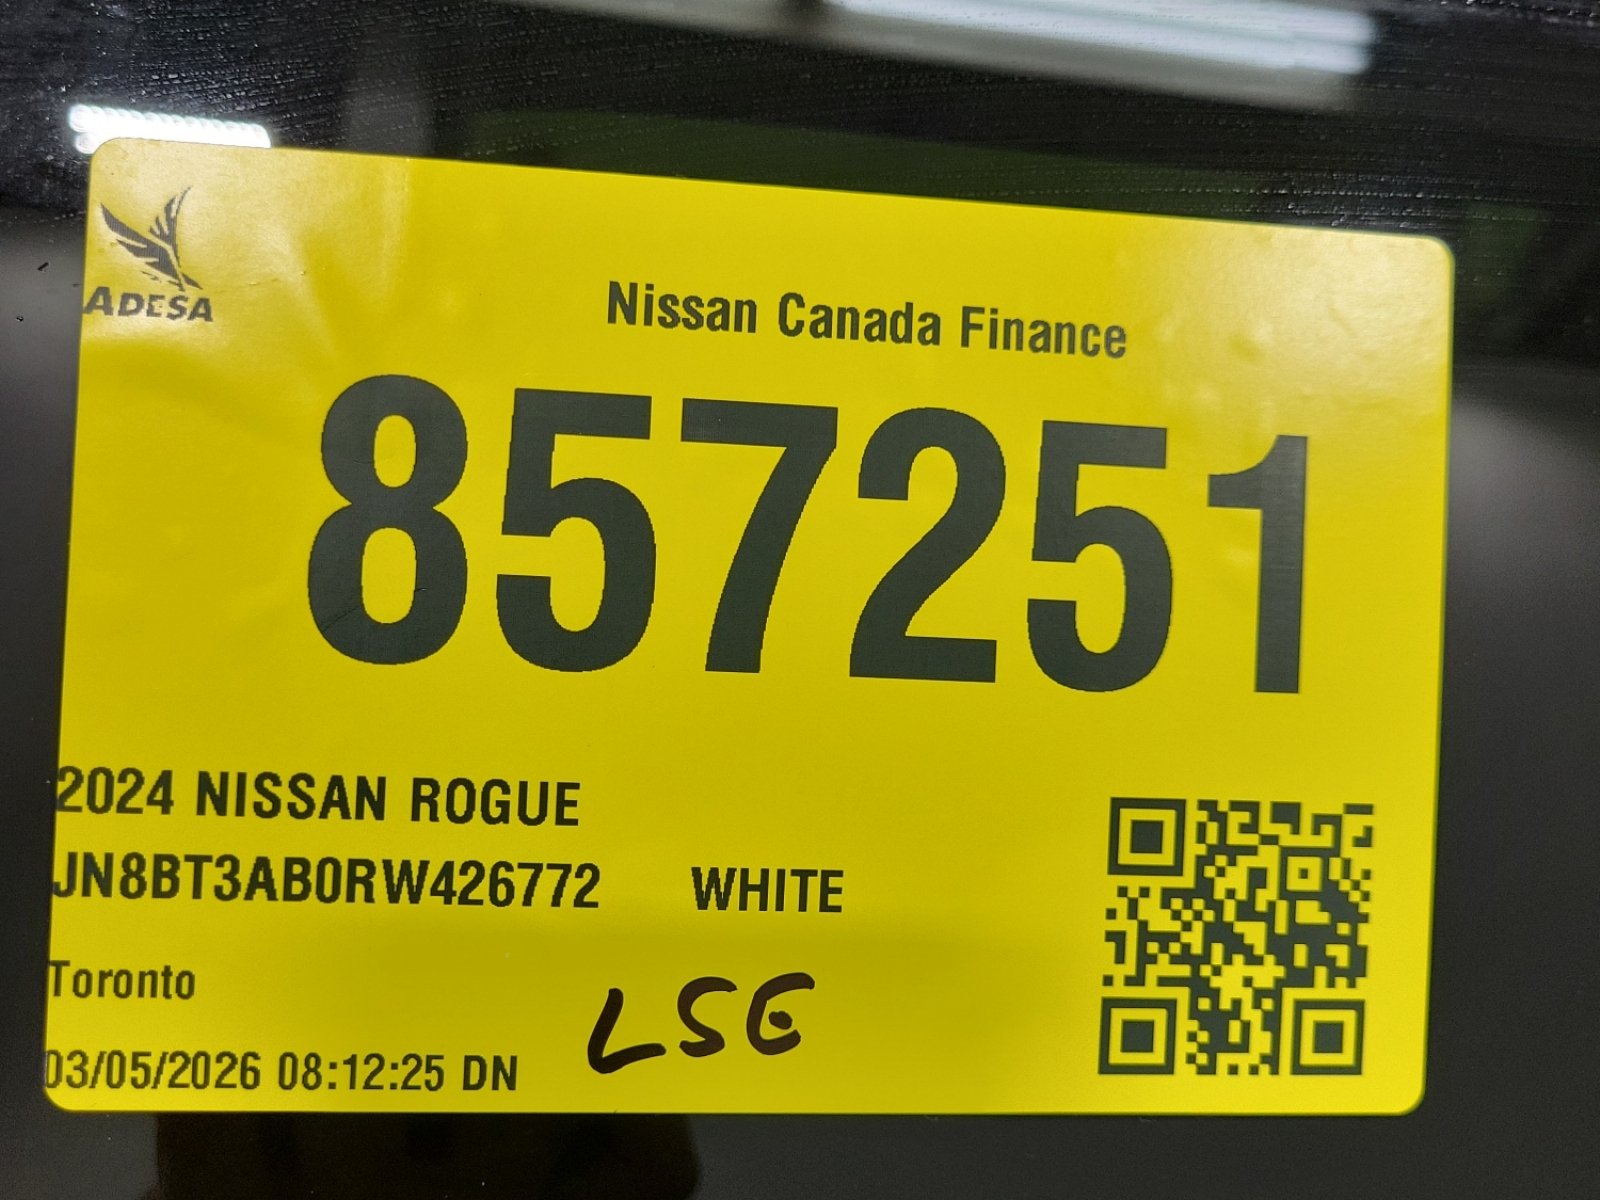 ADESA
Nissan Canada Finance
857251
2024 NISSAN ROGUE
JN8BT3AB0RW426772 WHITE
Toronto
LSE
03/05/2026 08:12:25 DN